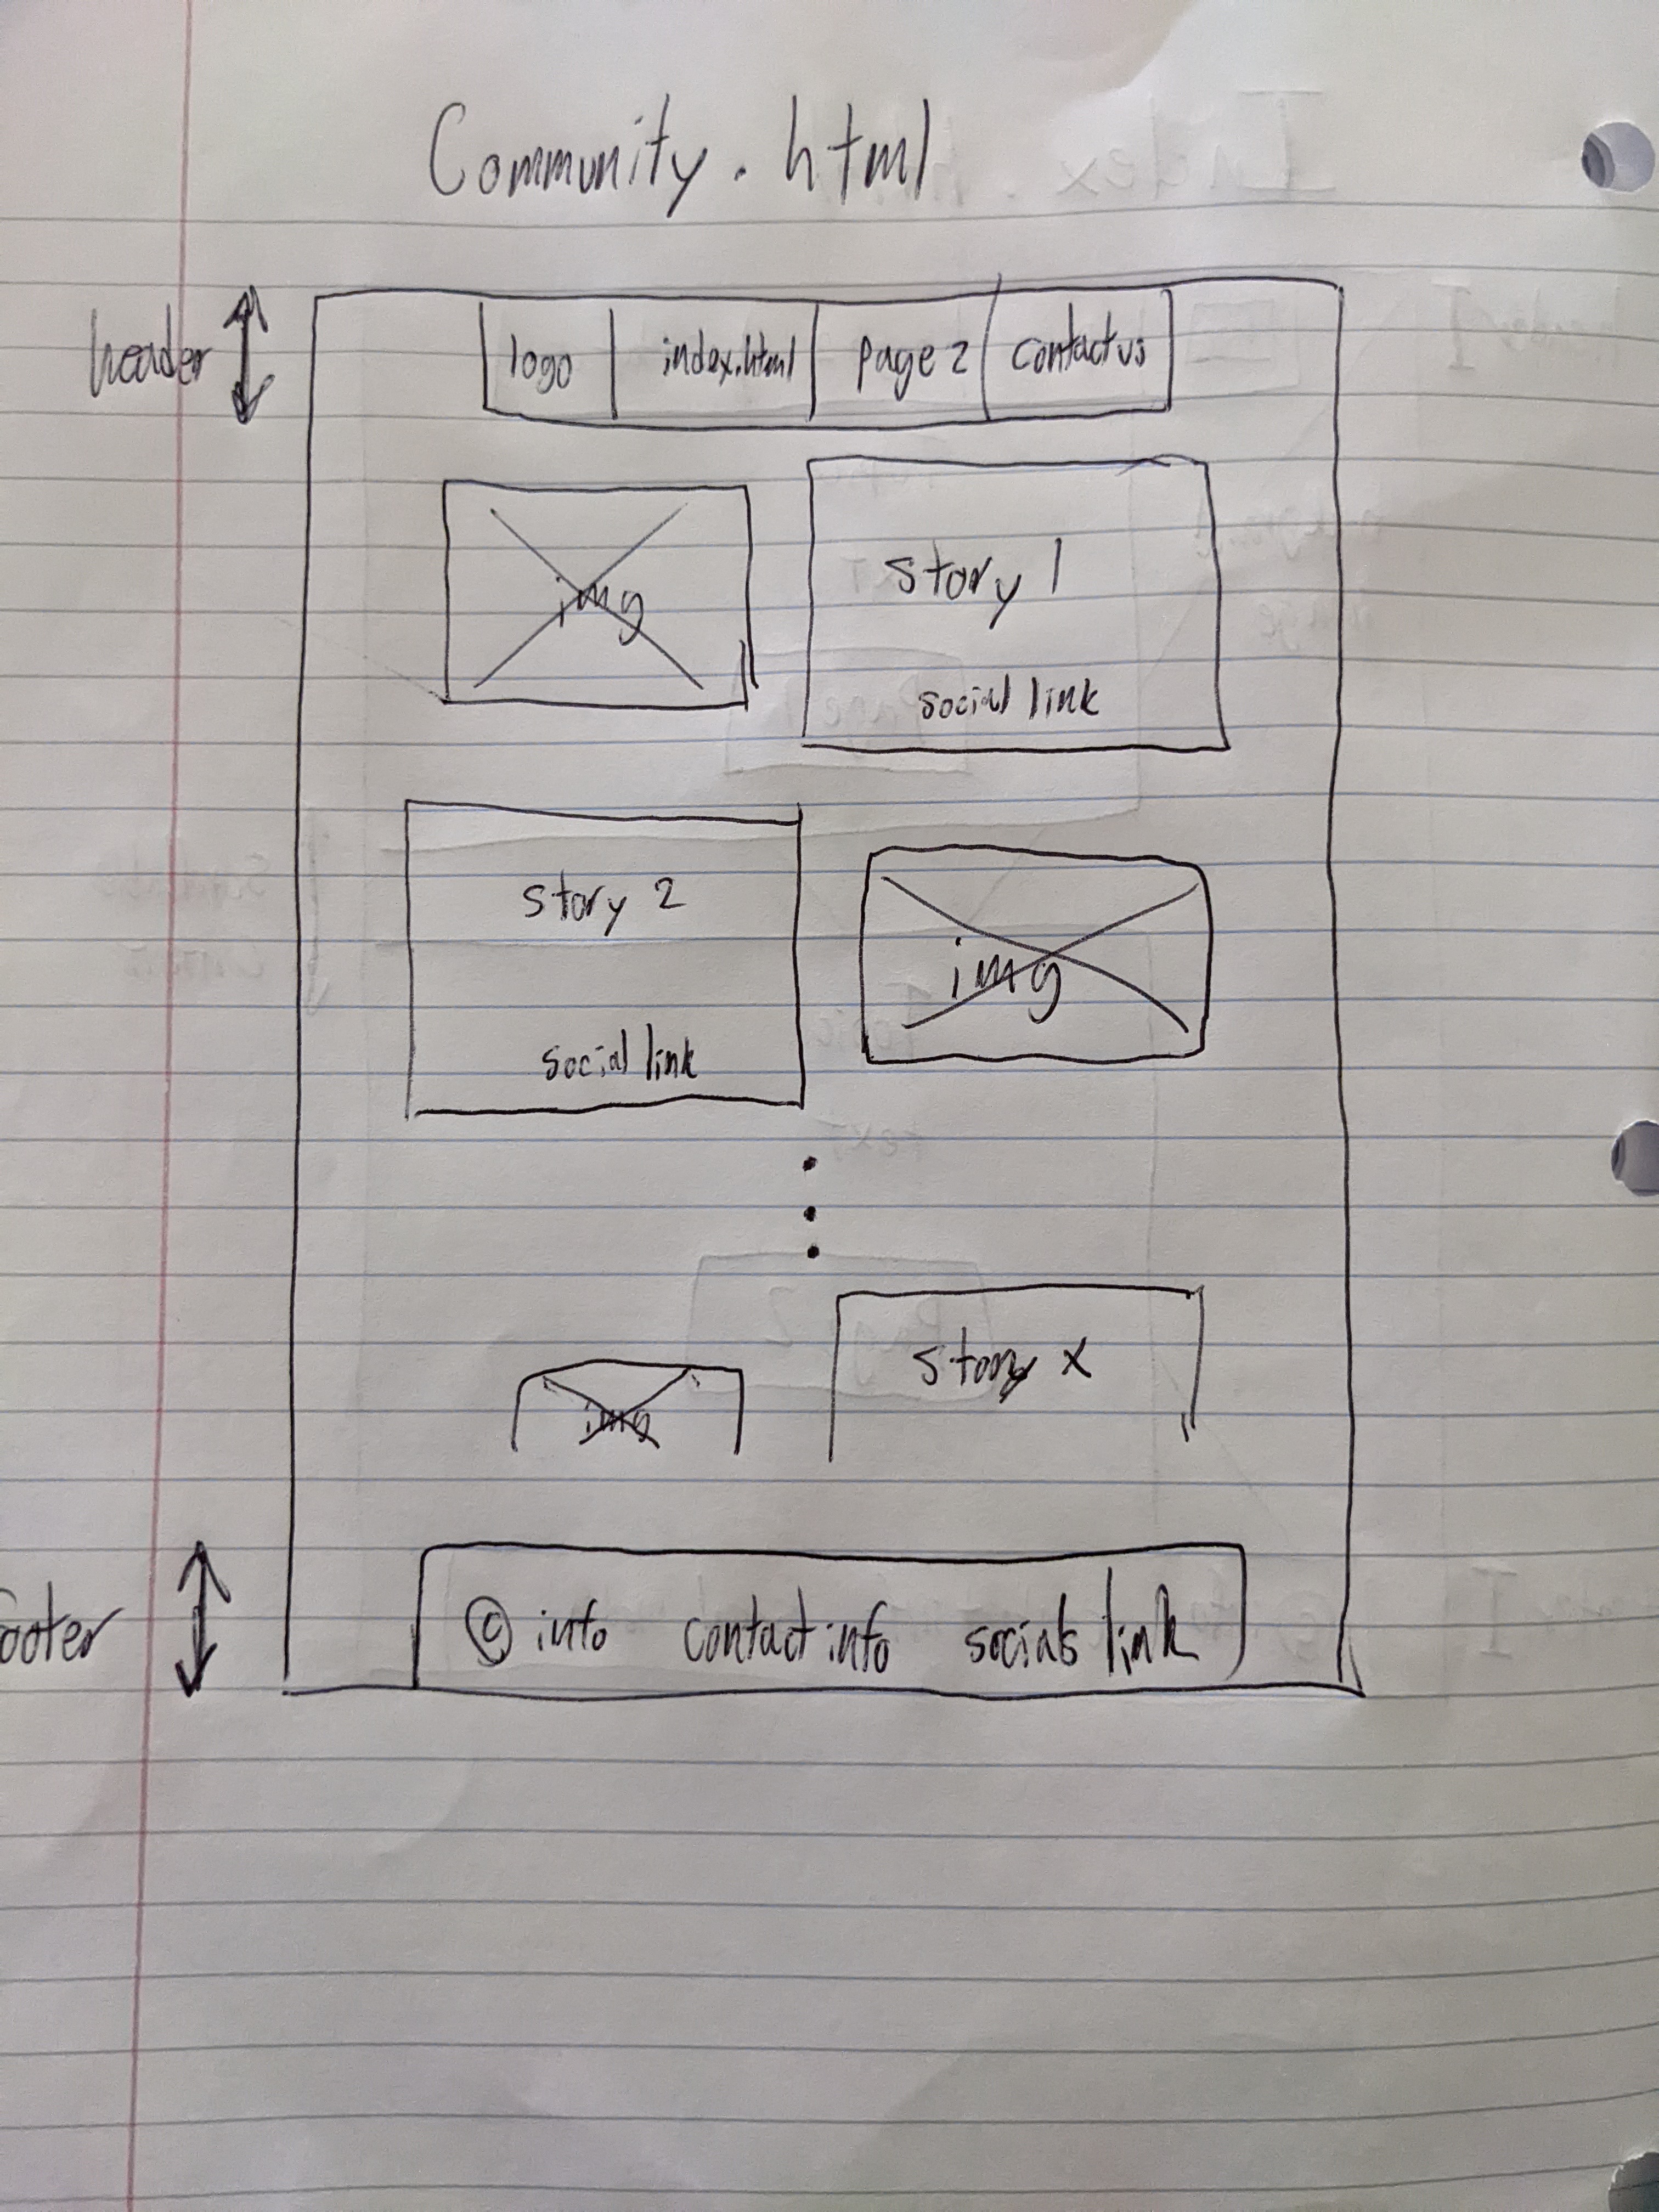 Community.html
header
logo index.html page 2 contact us
img
story 1
social link
story 2
img
social link
story x
img
ooter
© info contact info socials link